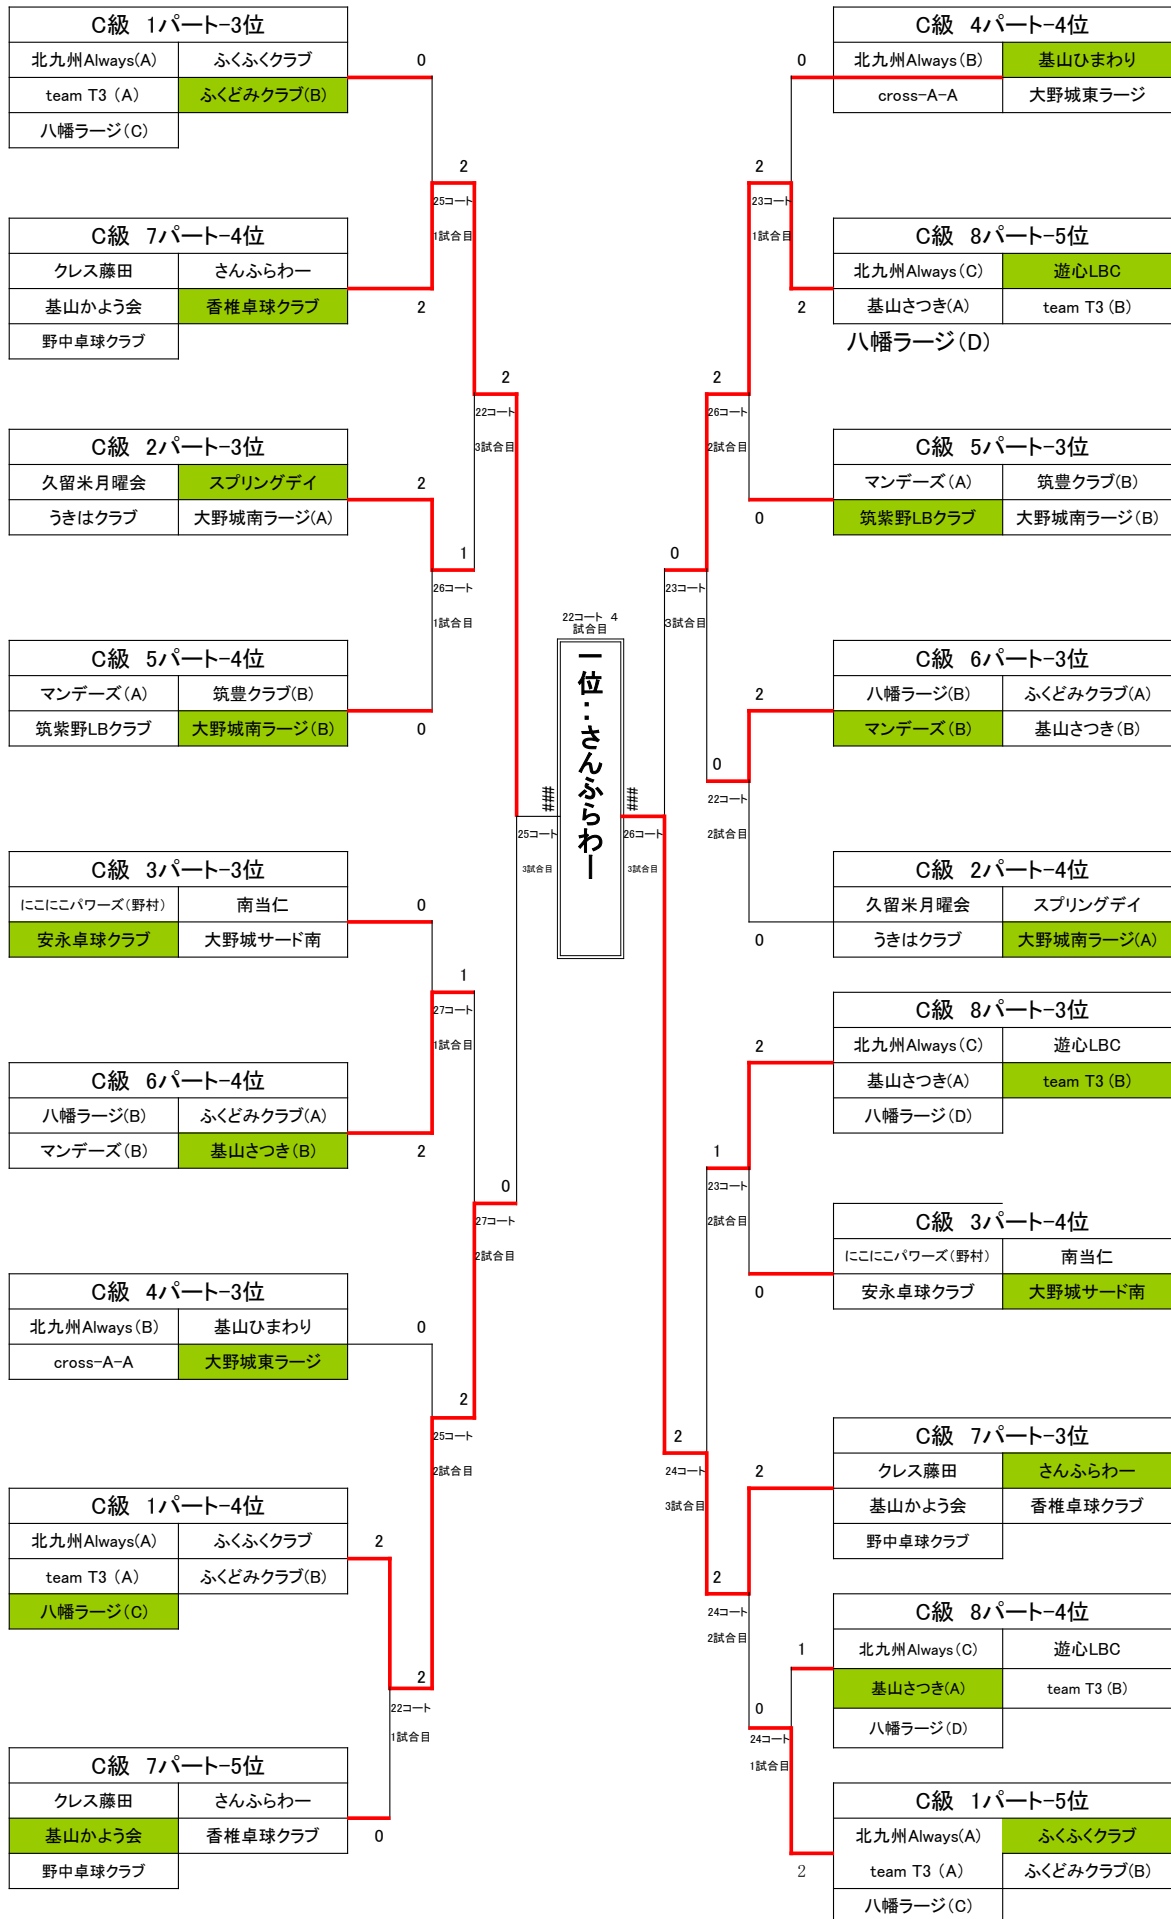 C級 1パート-3位
北九州Always(A) ふくふくクラブ
team T3 (A) ふくどみクラブ(B)
八幡ラージ(C)
0
2
25コート
1試合目
C級 7パート-4位
クレス藤田 さんふらわー
基山かよう会 香椎卓球クラブ
野中卓球クラブ
2
2
22コート
3試合目
C級 2パート-3位
久留米月曜会 スプリングデイ
うきはクラブ 大野城南ラージ(A)
2
1
26コート
1試合目
C級 5パート-4位
マンデーズ(A) 筑豊クラブ(B)
筑紫野LBクラブ 大野城南ラージ(B)
0
####
25コート
3試合目
C級 3パート-3位
にこにこパワーズ(野村) 南当仁
安永卓球クラブ 大野城サード南
0
1
27コート
1試合目
C級 6パート-4位
八幡ラージ(B) ふくどみクラブ(A)
マンデーズ(B) 基山さつき(B)
2
0
27コート
2試合目
C級 4パート-3位
北九州Always(B) 基山ひまわり
cross-A-A 大野城東ラージ
0
2
25コート
2試合目
C級 1パート-4位
北九州Always(A) ふくふくクラブ
team T3 (A) ふくどみクラブ(B)
八幡ラージ(C)
2
2
22コート
1試合目
C級 7パート-5位
クレス藤田 さんふらわー
基山かよう会 香椎卓球クラブ
野中卓球クラブ
0
22コート 4
試合目
一位：さんふらわー
C級 4パート-4位
北九州Always(B) 基山ひまわり
cross-A-A 大野城東ラージ
0
2
23コート
1試合目
C級 8パート-5位
北九州Always(C) 遊心LBC
基山さつき(A) team T3 (B)
八幡ラージ(D)
2
2
26コート
2試合目
C級 5パート-3位
マンデーズ(A) 筑豊クラブ(B)
筑紫野LBクラブ 大野城南ラージ(B)
0
0
23コート
3試合目
C級 6パート-3位
八幡ラージ(B) ふくどみクラブ(A)
マンデーズ(B) 基山さつき(B)
2
0
22コート
2試合目
####
26コート
3試合目
C級 2パート-4位
久留米月曜会 スプリングデイ
うきはクラブ 大野城南ラージ(A)
0
C級 8パート-3位
北九州Always(C) 遊心LBC
基山さつき(A) team T3 (B)
八幡ラージ(D)
2
1
23コート
2試合目
C級 3パート-4位
にこにこパワーズ(野村) 南当仁
安永卓球クラブ 大野城サード南
0
2
24コート
3試合目
C級 7パート-3位
クレス藤田 さんふらわー
基山かよう会 香椎卓球クラブ
野中卓球クラブ
2
2
24コート
2試合目
C級 8パート-4位
北九州Always(C) 遊心LBC
基山さつき(A) team T3 (B)
八幡ラージ(D)
1
0
24コート
1試合目
C級 1パート-5位
北九州Always(A) ふくふくクラブ
team T3 (A) ふくどみクラブ(B)
八幡ラージ(C)
2